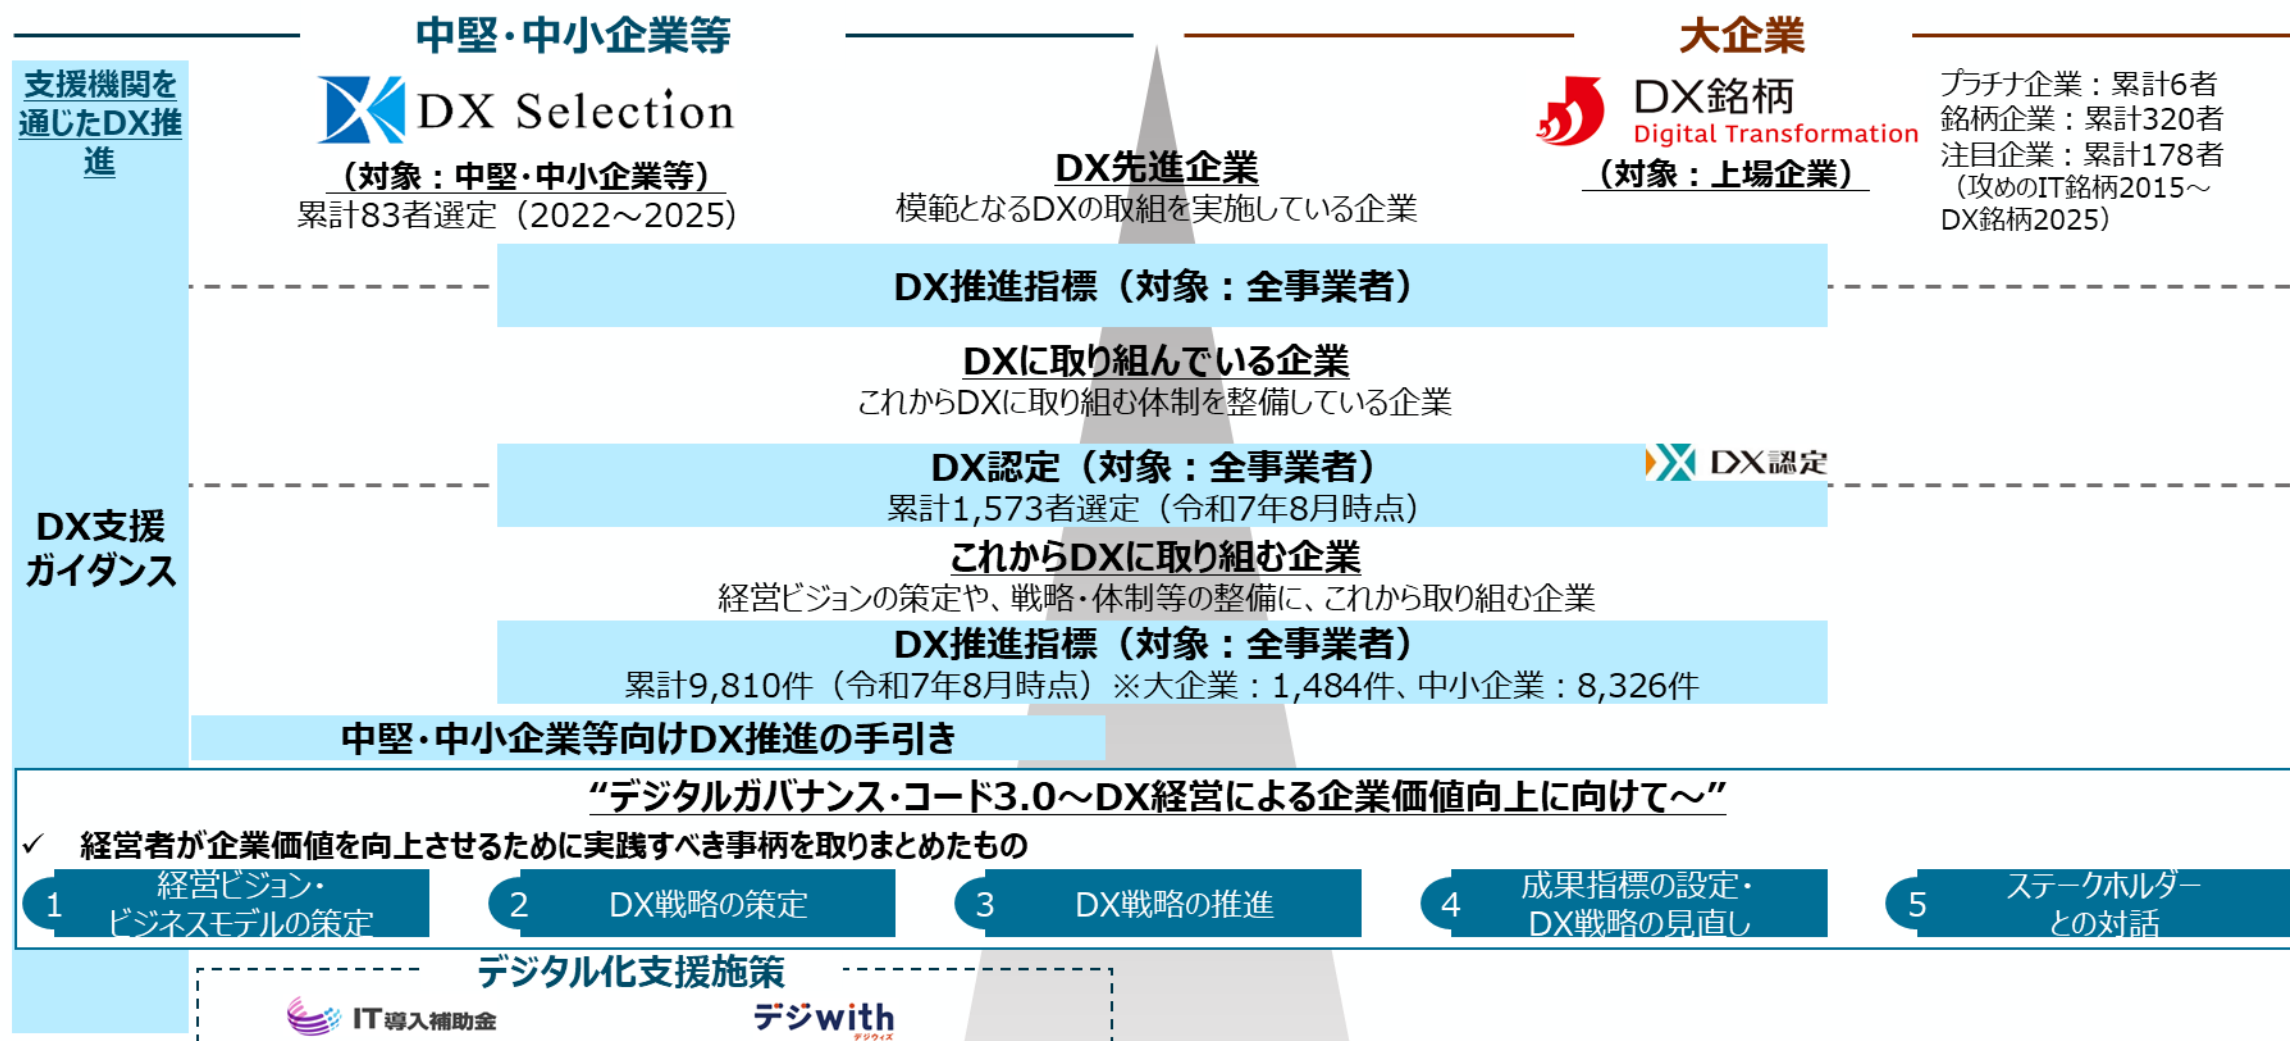 中堅・中小企業等
大企業
支援機関を
通じたDX推
進
DX Selection
（対象：中堅・中小企業等）
累計83者選定（2022～2025）
DX先進企業
模範となるDXの取組を実施している企業
DX銘柄
Digital Transformation
（対象：上場企業）
プラチナ企業：累計6者
銘柄企業：累計320者
注目企業：累計178者
（攻めのIT銘柄2015～
DX銘柄2025）
DX推進指標（対象：全事業者）
DXに取り組んでいる企業
これからDXに取り組む体制を整備している企業
DX認定（対象：全事業者）
DX認定
累計1,573者選定（令和7年8月時点）
DX支援
ガイダンス
これからDXに取り組む企業
経営ビジョンの策定や、戦略・体制等の整備に、これから取り組む企業
DX推進指標（対象：全事業者）
累計9,810件（令和7年8月時点）※大企業：1,484件、中小企業：8,326件
中堅・中小企業等向けDX推進の手引き
“デジタルガバナンス・コード3.0～DX経営による企業価値向上に向けて～”
✓ 経営者が企業価値を向上させるために実践すべき事柄を取りまとめたもの
1 経営ビジョン・
ビジネスモデルの策定
2 DX戦略の策定
3 DX戦略の推進
4 成果指標の設定・
DX戦略の見直し
5 ステークホルダー
との対話
デジタル化支援施策
IT導入補助金
デジwith
デジウィズ